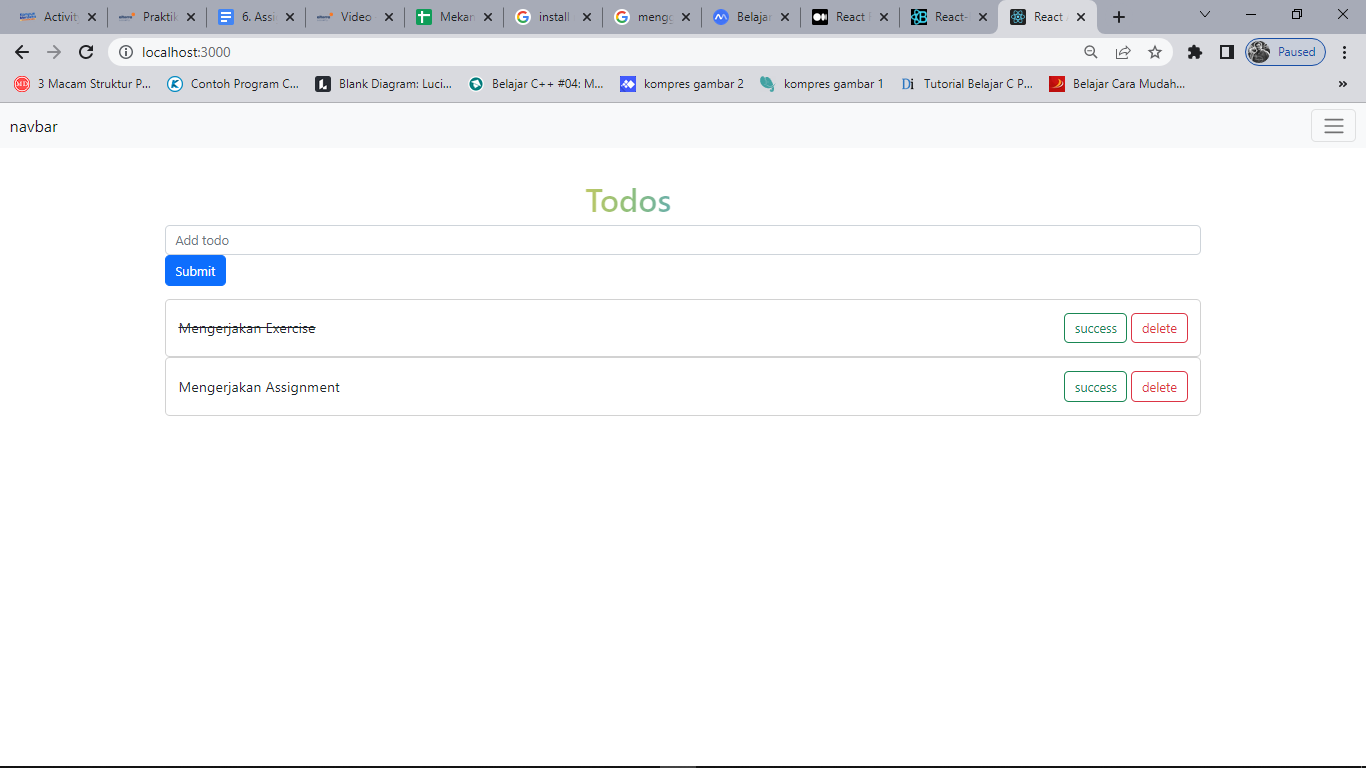 Activity Praktik 6. Assi Video Mekan install mengg Belajar React React- React
localhost:3000 Paused
3 Macam Struktur P... Contoh Program C... Blank Diagram: Luci... Belajar C++ #04: M... kompres gambar 2 kompres gambar 1 Tutorial Belajar C P... Belajar Cara Mudah... »
navbar
Todos
Add todo
Submit
Mengerjakan Exercise success delete
Mengerjakan Assignment success delete